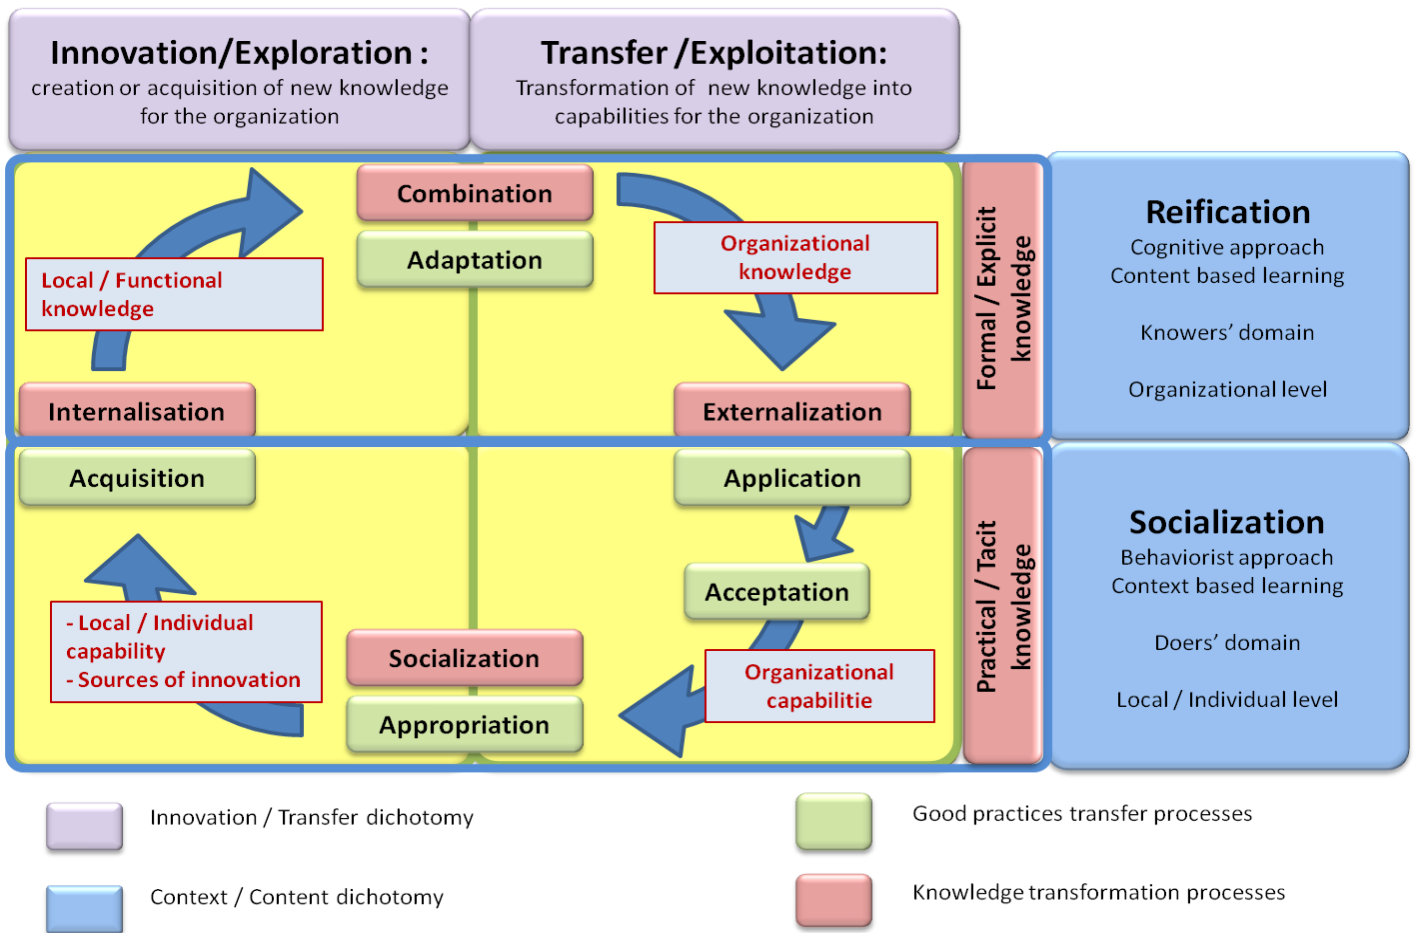 Innovation/Exploration :
creation or acquisition of new knowledge
for the organization
Transfer /Exploitation:
Transformation of new knowledge into
capabilities for the organization
Combination
Adaptation
Organizational
knowledge
Local / Functional
knowledge
Internalisation
Externalization
Formal / Explicit
knowledge
Reification
Cognitive approach
Content based learning
Knowers’ domain
Organizational level
Acquisition
Application
Acceptation
- Local / Individual
capability
- Sources of innovation
Socialization
Appropriation
Organizational
capabilitie
Practical / Tacit
knowledge
Socialization
Behaviorist approach
Context based learning
Doers’ domain
Local / Individual level
Innovation / Transfer dichotomy
Good practices transfer processes
Context / Content dichotomy
Knowledge transformation processes